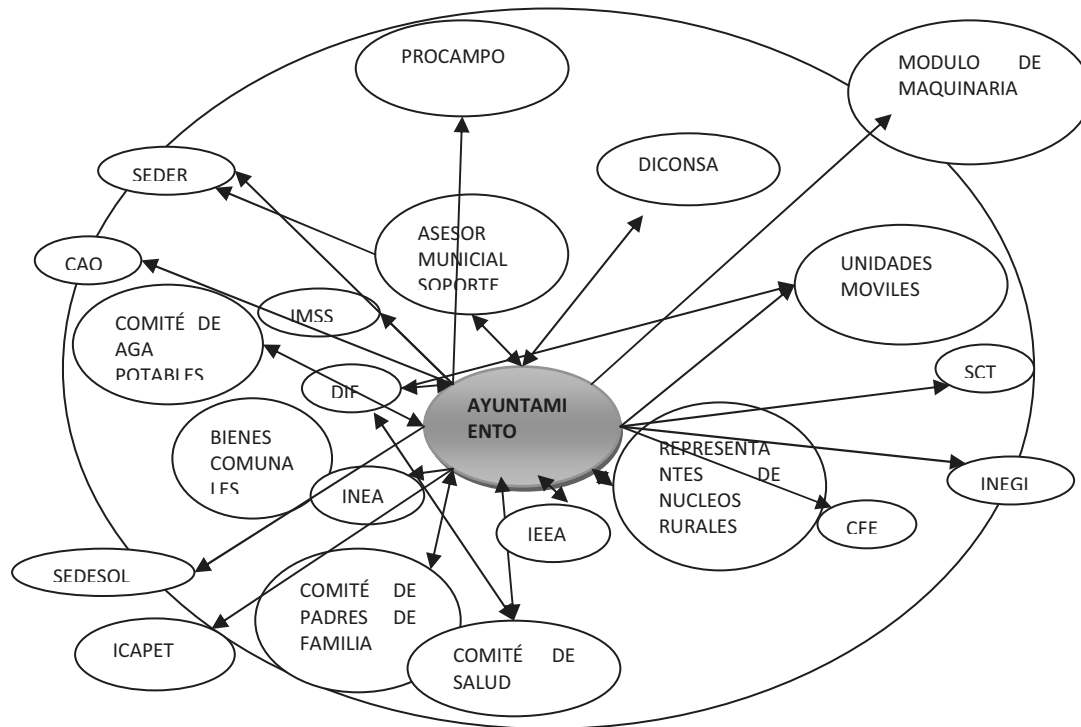 PROCAMPO
MODULO DE
MAQUINARIA
SEDER
DICONSA
ASESOR
MUNICIAL
SOPORTE
UNIDADES
MOVILES
CAO
IMSS
COMITÉ DE
AGA
POTABLES
SCT
DIF
AYUNTAMI
ENTO
BIENES
COMUNA
LES
REPRESENTA
NTES DE
NUCLEOS
RURALES
INEA
INEGI
IEEA
CFE
SEDESOL
COMITÉ DE
PADRES DE
FAMILIA
ICAPET
COMITÉ DE
SALUD